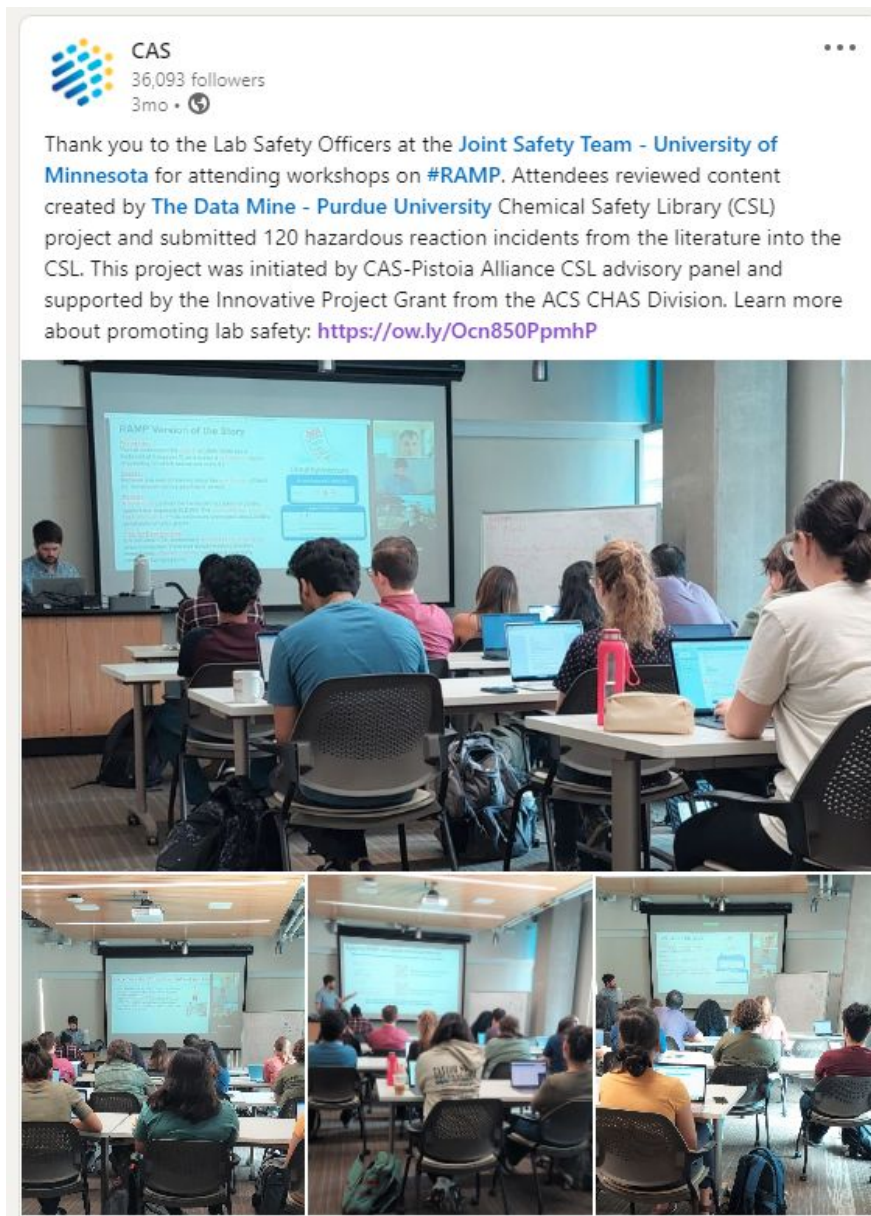 CAS
36,093 followers
3mo •
Thank you to the Lab Safety Officers at the Joint Safety Team - University of
Minnesota for attending workshops on #RAMP. Attendees reviewed content
created by The Data Mine - Purdue University Chemical Safety Library (CSL)
project and submitted 120 hazardous reaction incidents from the literature into the
CSL. This project was initiated by CAS-Pistoia Alliance CSL advisory panel and
supported by the Innovative Project Grant from the ACS CHAS Division. Learn more
about promoting lab safety: https://ow.ly/Ocn850PpmhP
RAMP Version of the Story